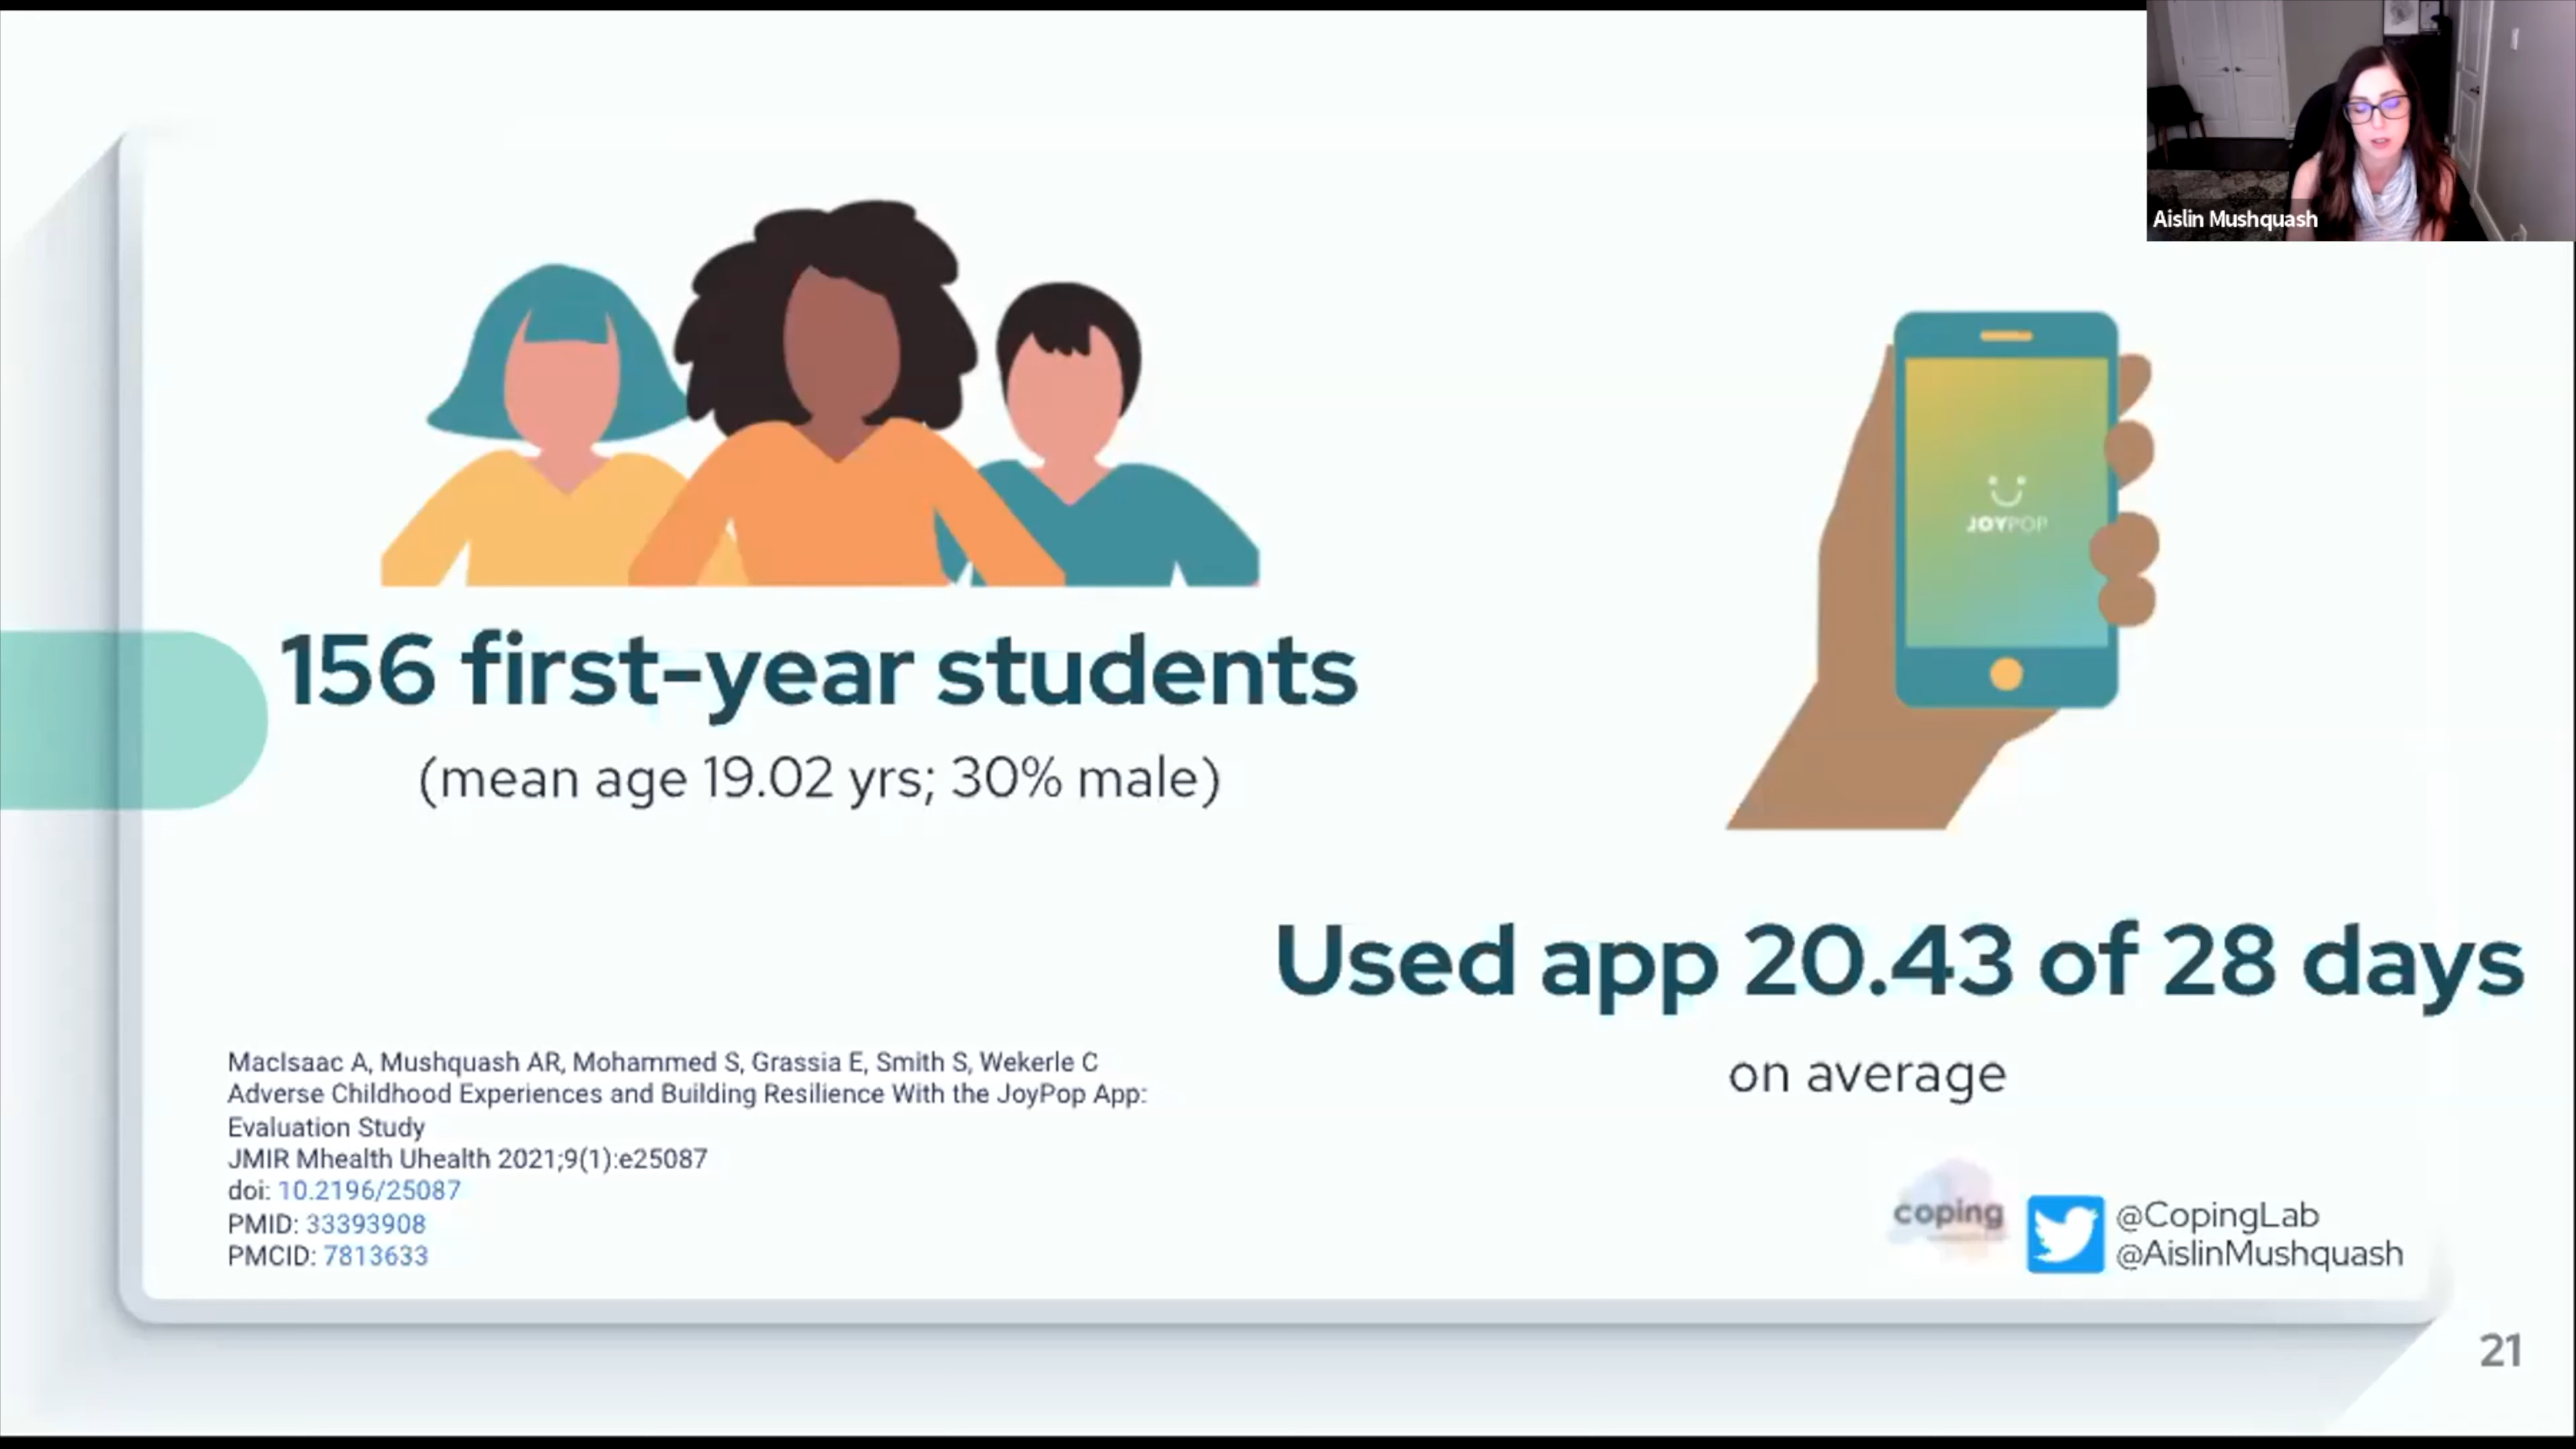 Aislin Mushquash
JOYPOP
156 first-year students
(mean age 19.02 yrs; 30% male)
Used app 20.43 of 28 days
on average
MacIsaac A, Mushquash AR, Mohammed S, Grassia E, Smith S, Wekerle C
Adverse Childhood Experiences and Building Resilience With the JoyPop App:
Evaluation Study
JMIR Mhealth Uhealth 2021;9(1):e25087
doi: 10.2196/25087
PMID: 33393908
PMCID: 7813633
coping
@CopingLab
@AislinMushquash
21